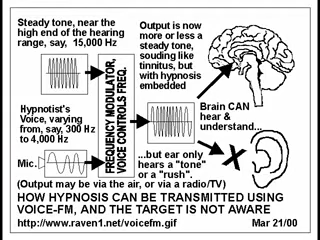 Steady tone, near the
high end of the hearing
range, say, 15,000 Hz
Output is now
more or less a
steady tone,
souding like
tinnitus, but
with hypnosis
embedded
Hypnotist's
Voice, varying
from, say, 300 Hz
to 4,000 Hz
FREQUENCY MODULATOR,
VOICE CONTROLS FREQ.
Brain CAN
hear &
understand...
Mic.
...but ear only
hears a "tone"
or a "rush".
X
(Output may be via the air, or via a radio/TV)
HOW HYPNOSIS CAN BE TRANSMITTED USING
VOICE-FM, AND THE TARGET IS NOT AWARE
http://www.raven1.net/voicefm.gif Mar 21/00